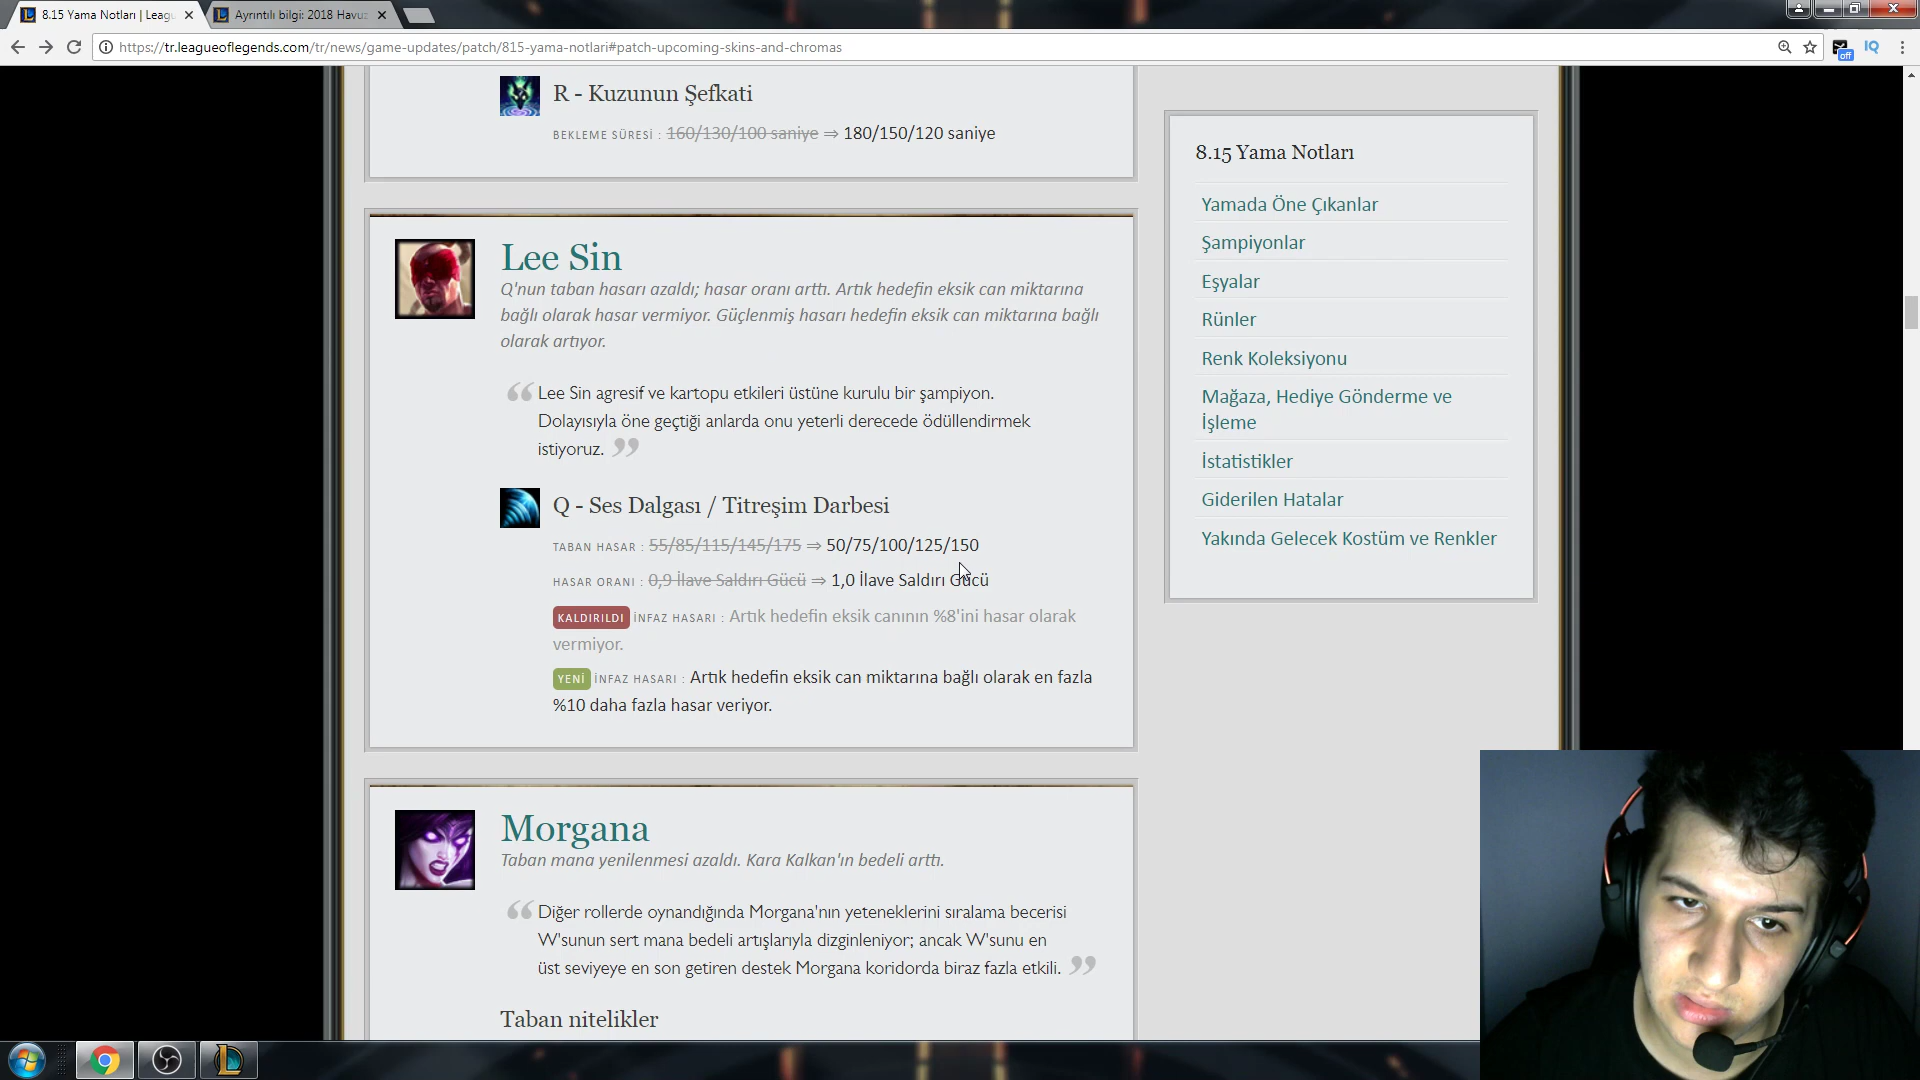 8.15 Yama Notları | Leagu
Ayrıntılı bilgi: 2018 Havuz
https://tr.leagueoflegends.com/tr/news/game-updates/patch/815-yama-notlari#patch-upcoming-skins-and-chromas
off
IQ
R - Kuzunun Şefkati
BEKLEME SÜRESİ : 160/130/100 saniye ⇒ 180/150/120 saniye
Lee Sin
Q'nun taban hasarı azaldı; hasar oranı arttı. Artık hedefin eksik can miktarına
bağlı olarak hasar vermiyor. Güçlenmiş hasarı hedefin eksik can miktarına bağlı
olarak artıyor.
“ Lee Sin agresif ve kartopu etkileri üstüne kurulu bir şampiyon.
Dolayısıyla öne geçtiği anlarda onu yeterli derecede ödüllendirmek
istiyoruz. ”
Q - Ses Dalgası / Titreşim Darbesi
TABAN HASAR : 55/85/115/145/175 ⇒ 50/75/100/125/150
HASAR ORANI : 0,9 İlave Saldırı Gücü ⇒ 1,0 İlave Saldırı Gücü
KALDIRILDI İNFAZ HASARI : Artık hedefin eksik canının %8'ini hasar olarak
vermiyor.
YENİ İNFAZ HASARI : Artık hedefin eksik can miktarına bağlı olarak en fazla
%10 daha fazla hasar veriyor.
Morgana
Taban mana yenilenmesi azaldı. Kara Kalkan'ın bedeli arttı.
“ Diğer rollerde oynandığında Morgana'nın yeteneklerini sıralama becerisi
W'sunun sert mana bedeli artışlarıyla dizginleniyor; ancak W'sunu en
üst seviyeye en son getiren destek Morgana koridorda biraz fazla etkili. ”
Taban nitelikler
8.15 Yama Notları
Yamada Öne Çıkanlar
Şampiyonlar
Eşyalar
Rünler
Renk Koleksiyonu
Mağaza, Hediye Gönderme ve
İşleme
İstatistikler
Giderilen Hatalar
Yakında Gelecek Kostüm ve Renkler